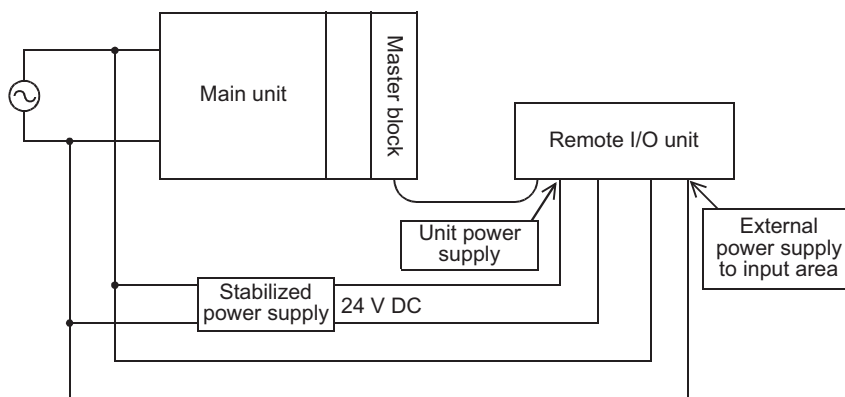 Main unit
Master block
Remote I/O unit
Unit power
supply
External
power supply
to input area
Stabilized
power supply
24 V DC